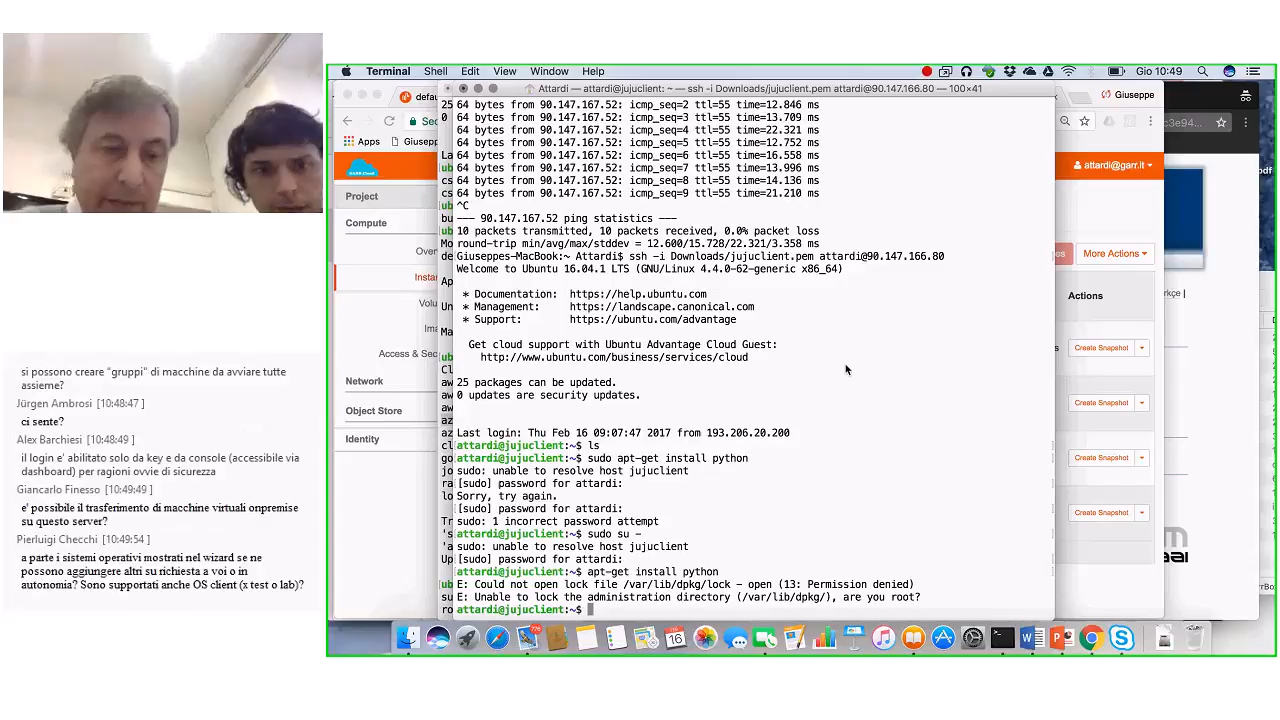 si possono creare "gruppi" di macchine da avviare tutte
assieme?
Jürgen Ambrosi [10:48:47]
ci sente?
Alex Barchiesi [10:48:49]
il login e' abilitato solo da key e da console (accessibile via
dashboard) per ragioni ovvie di sicurezza
Giancarlo Finesso [10:49:49]
e' possibile il trasferimento di macchine virtuali onpremise
su questo server?
Pierluigi Checchi [10:49:54]
a parte i sistemi operativi mostrati nel wizard se ne
possono aggiungere altri su richiesta a voi o in
autonomia? Sono supportati anche OS client (x test o lab)?
Terminal Shell Edit View Window Help
Gio 10:49
Attardi — attardi@jujuclient: ~ — ssh -i Downloads/jujuclient.pem attardi@90.147.166.80 — 100×41
64 bytes from 90.147.167.52: icmp_seq=2 ttl=55 time=12.846 ms
64 bytes from 90.147.167.52: icmp_seq=3 ttl=55 time=13.709 ms
64 bytes from 90.147.167.52: icmp_seq=4 ttl=55 time=22.321 ms
64 bytes from 90.147.167.52: icmp_seq=5 ttl=55 time=12.752 ms
64 bytes from 90.147.167.52: icmp_seq=6 ttl=55 time=16.558 ms
64 bytes from 90.147.167.52: icmp_seq=7 ttl=55 time=13.996 ms
64 bytes from 90.147.167.52: icmp_seq=8 ttl=55 time=14.136 ms
64 bytes from 90.147.167.52: icmp_seq=9 ttl=55 time=21.210 ms
^C
--- 90.147.167.52 ping statistics ---
10 packets transmitted, 10 packets received, 0.0% packet loss
round-trip min/avg/max/stddev = 12.600/15.728/22.321/3.358 ms
Giuseppes-MacBook:~ Attardi$ ssh -i Downloads/jujuclient.pem attardi@90.147.166.80
Welcome to Ubuntu 16.04.1 LTS (GNU/Linux 4.4.0-62-generic x86_64)
* Documentation: https://help.ubuntu.com
* Management: https://landscape.canonical.com
* Support: https://ubuntu.com/advantage
Get cloud support with Ubuntu Advantage Cloud Guest:
http://www.ubuntu.com/business/services/cloud
25 packages can be updated.
0 updates are security updates.
Last login: Thu Feb 16 09:07:47 2017 from 193.206.20.200
attardi@jujuclient:~$ ls
attardi@jujuclient:~$ sudo apt-get install python
sudo: unable to resolve host jujuclient
[sudo] password for attardi:
Sorry, try again.
[sudo] password for attardi:
sudo: 1 incorrect password attempt
attardi@jujuclient:~$ sudo su -
sudo: unable to resolve host jujuclient
[sudo] password for attardi:
attardi@jujuclient:~$ apt-get install python
E: Could not open lock file /var/lib/dpkg/lock - open (13: Permission denied)
E: Unable to lock the administration directory (/var/lib/dpkg/), are you root?
attardi@jujuclient:~$
defau
Sec
Apps
Giusepp
GARR Cloud
Project
Compute
Over
Insta
Volu
Ima
Access & Sec
Network
Object Store
Identity
Giuseppe
c3e94...
attardi@garr.it
More Actions
Actions
Create Snapshot
Create Snapshot
Create Snapshot
Create Snapshot
776